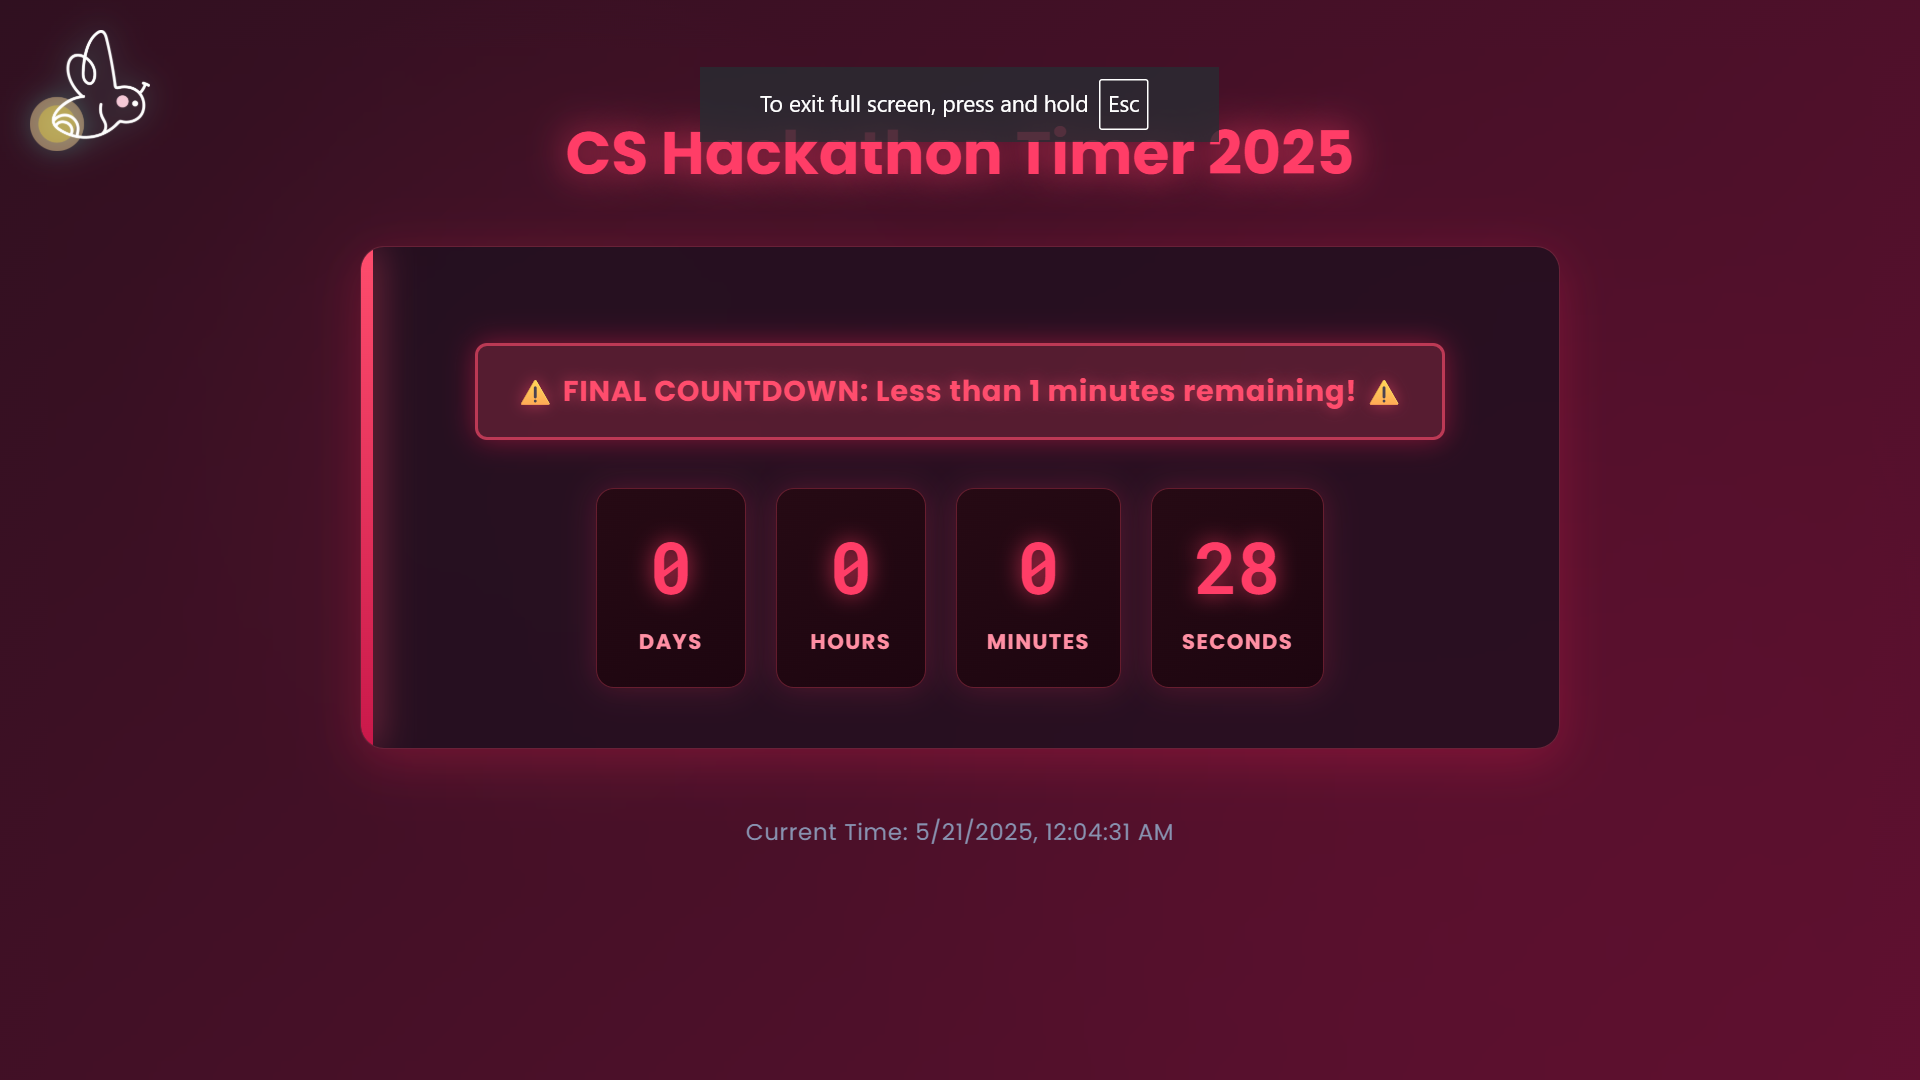 To exit full screen, press and hold Esc
CS Hackathon Timer 2025
⚠️ FINAL COUNTDOWN: Less than 1 minutes remaining! ⚠️
0
DAYS
0
HOURS
0
MINUTES
28
SECONDS
Current Time: 5/21/2025, 12:04:31 AM